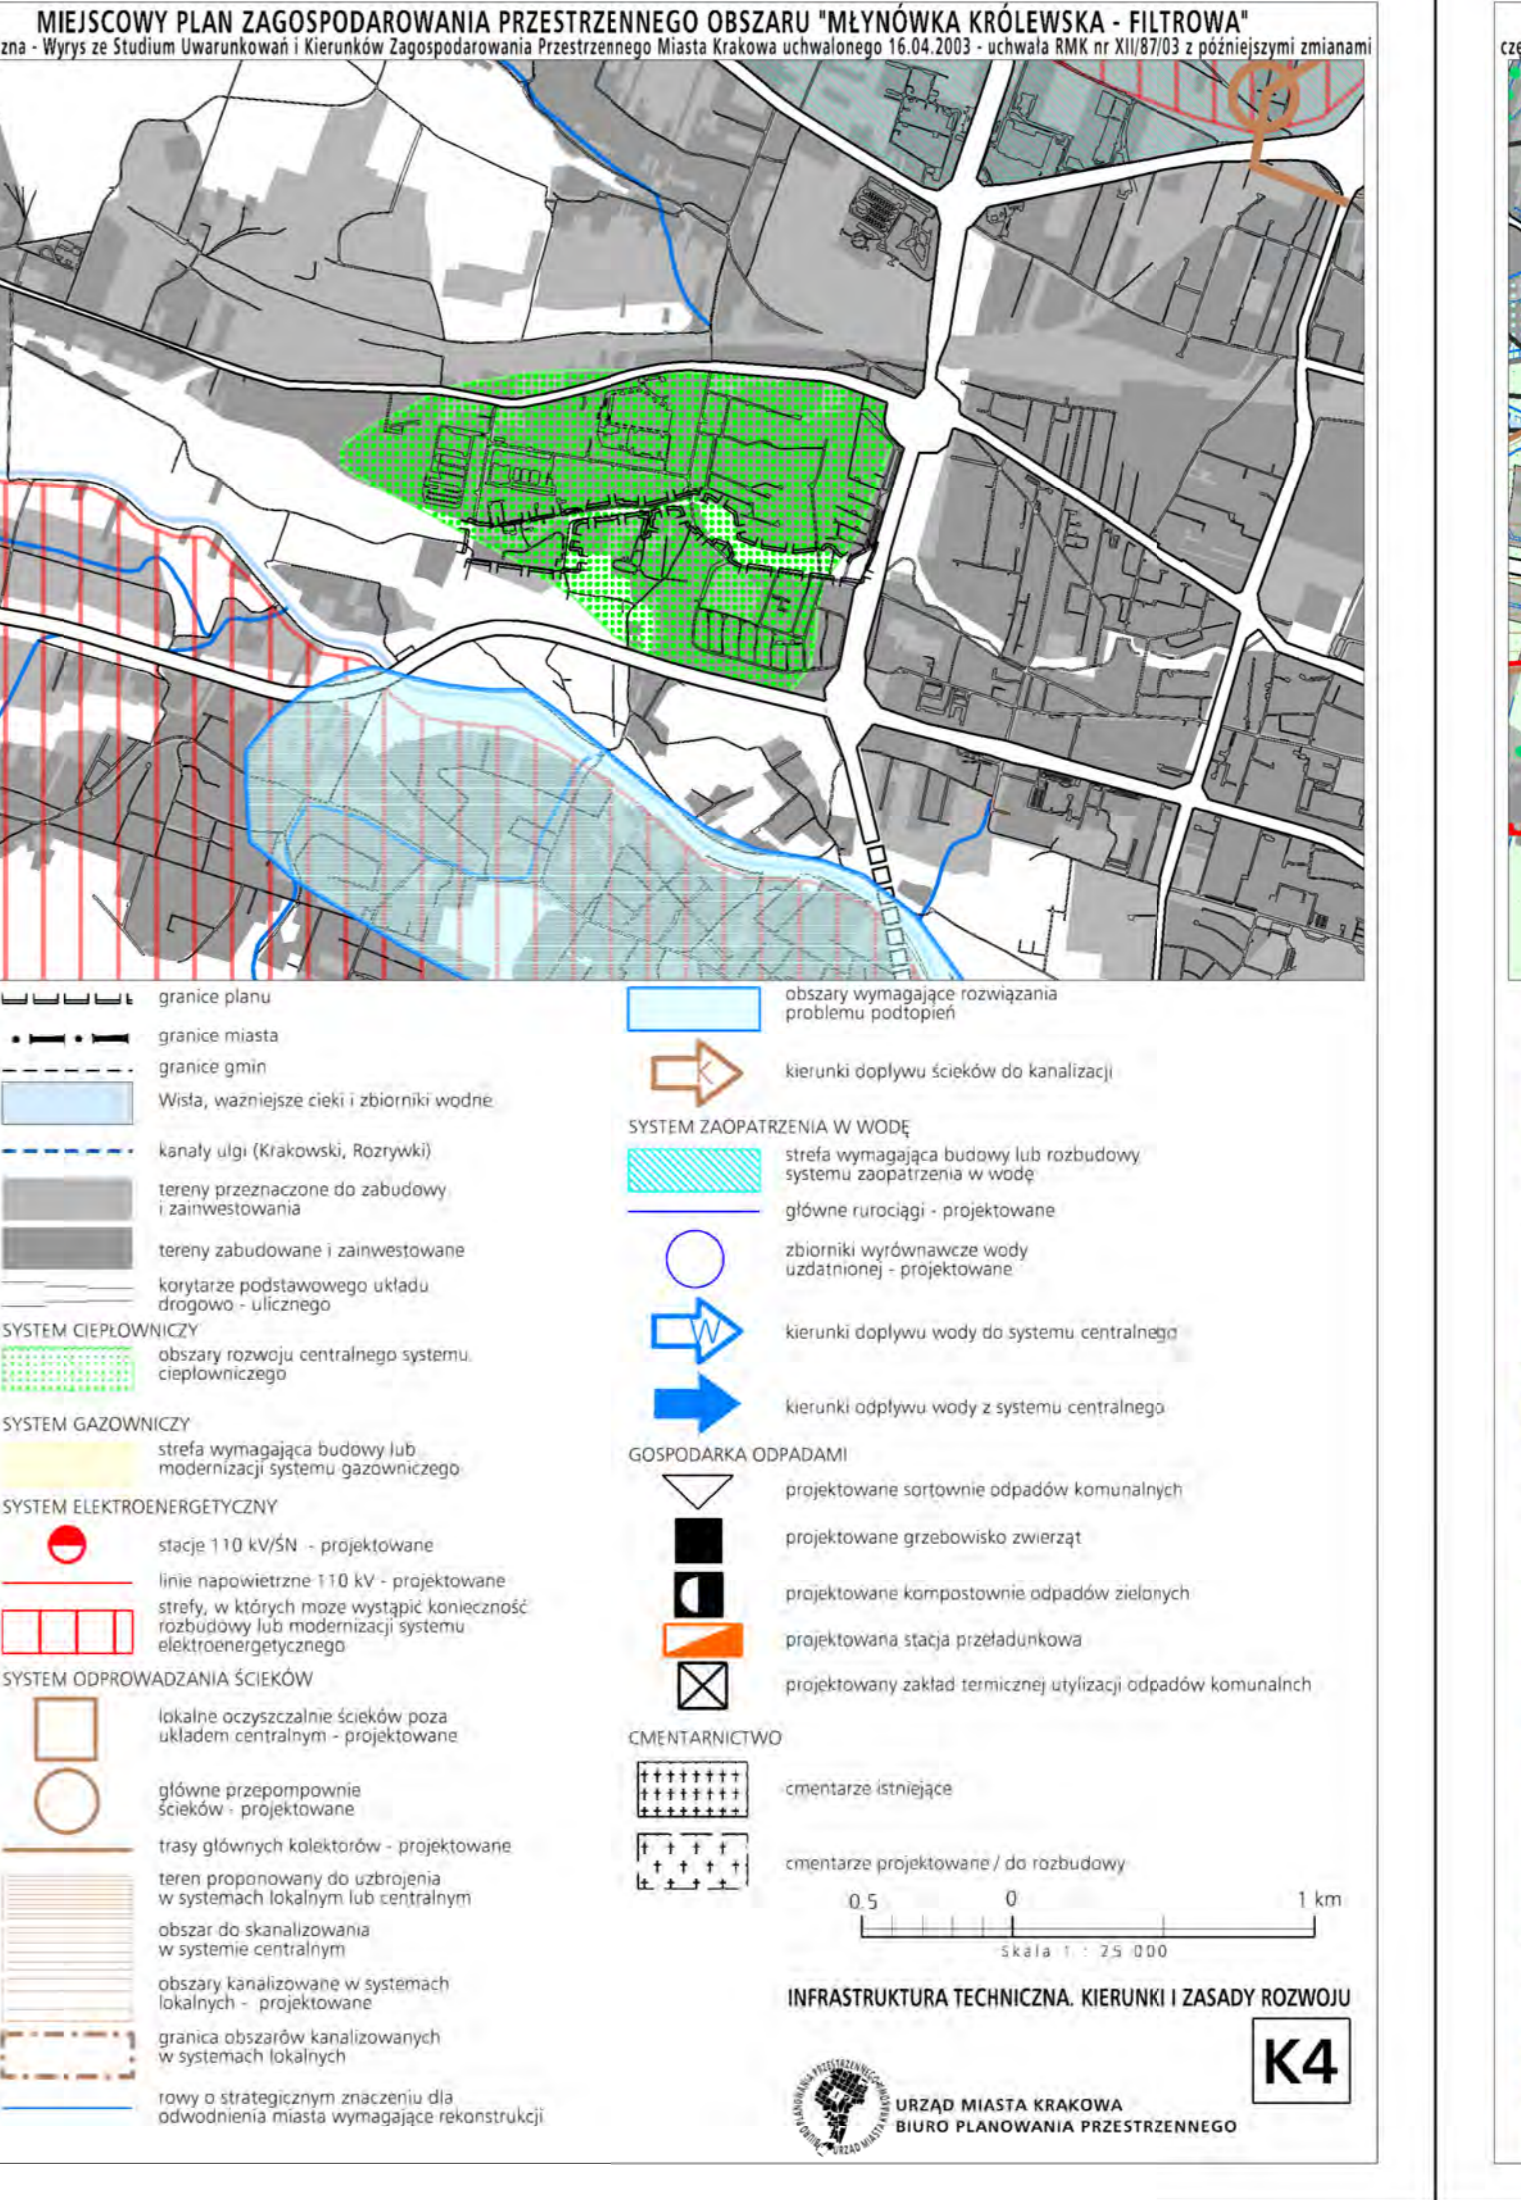 MIEJSCOWY PLAN ZAGOSPODAROWANIA PRZESTRZENNEGO OBSZARU "MŁYNÓWKA KRÓLEWSKA - FILTROWA"
zna - Wyrys ze Studium Uwarunkowań i Kierunków Zagospodarowania Przestrzennego Miasta Krakowa uchwalonego 16.04.2003 - uchwała RMK nr XII/87/03 z późniejszymi zmianami
granice planu
granice miasta
granice gmin
Wisła, ważniejsze cieki i zbiorniki wodne
kanały ulgi (Krakowski, Rozrywki)
tereny przeznaczone do zabudowy
i zainwestowania
tereny zabudowane i zainwestowane
korytarze podstawowego układu
drogowo - ulicznego
SYSTEM CIEPŁOWNICZY
obszary rozwoju centralnego systemu
ciepłowniczego
SYSTEM GAZOWNICZY
strefa wymagająca budowy lub
modernizacji systemu gazowniczego
SYSTEM ELEKTROENERGETYCZNY
stacje 110 kV/ŚN - projektowane
linie napowietrzne 110 kV - projektowane
strefy, w których może wystąpić konieczność
rozbudowy lub modernizacji systemu
elektroenergetycznego
SYSTEM ODPROWADZANIA ŚCIEKÓW
lokalne oczyszczalnie ścieków poza
układem centralnym - projektowane
główne przepompownie
ścieków - projektowane
trasy głównych kolektorów - projektowane
teren proponowany do uzbrojenia
w systemach lokalnym lub centralnym
obszar do skanalizowania
w systemie centralnym
obszary kanalizowane w systemach
lokalnych - projektowane
granica obszarów kanalizowanych
w systemach lokalnych
rowy o strategicznym znaczeniu dla
odwodnienia miasta wymagające rekonstrukcji
obszary wymagające rozwiązania
problemu podtopień
K
kierunki dopływu ścieków do kanalizacji
SYSTEM ZAOPATRZENIA W WODĘ
strefa wymagająca budowy lub rozbudowy
systemu zaopatrzenia w wodę
główne rurociągi - projektowane
zbiorniki wyrównawcze wody
uzdatnionej - projektowane
W
kierunki dopływu wody do systemu centralnego
kierunki odpływu wody z systemu centralnego
GOSPODARKA ODPADAMI
projektowane sortownie odpadów komunalnych
projektowane grzebowisko zwierząt
projektowane kompostownie odpadów zielonych
projektowana stacja przeładunkowa
projektowany zakład termicznej utylizacji odpadów komunalnch
CMENTARNICTWO
cmentarze istniejące
cmentarze projektowane / do rozbudowy
0.5 0 1 km
Skala 1 : 25 000
INFRASTRUKTURA TECHNICZNA. KIERUNKI I ZASADY ROZWOJU
K4
BIURO PLANOWANIA PRZESTRZENNEGO URZĄD MIASTA KRAKOWA
URZĄD MIASTA KRAKOWA
BIURO PLANOWANIA PRZESTRZENNEGO
czę